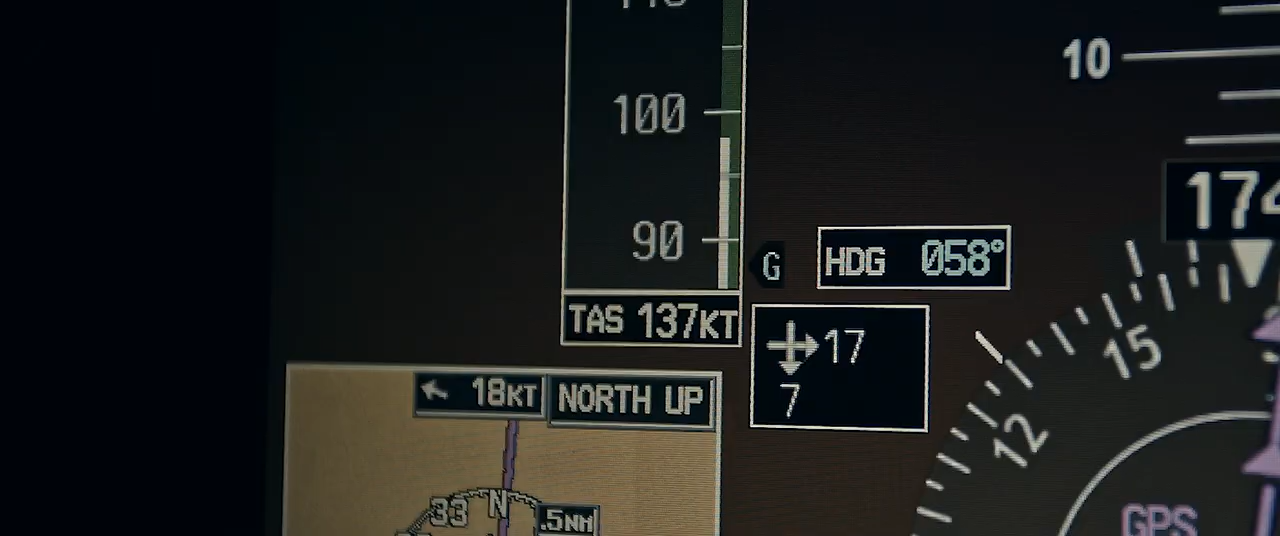 10
100
174
90
G
HDG 058°
TAS 137KT
17
15
7
18KT NORTH UP
12
33 N
.5NM
GPS